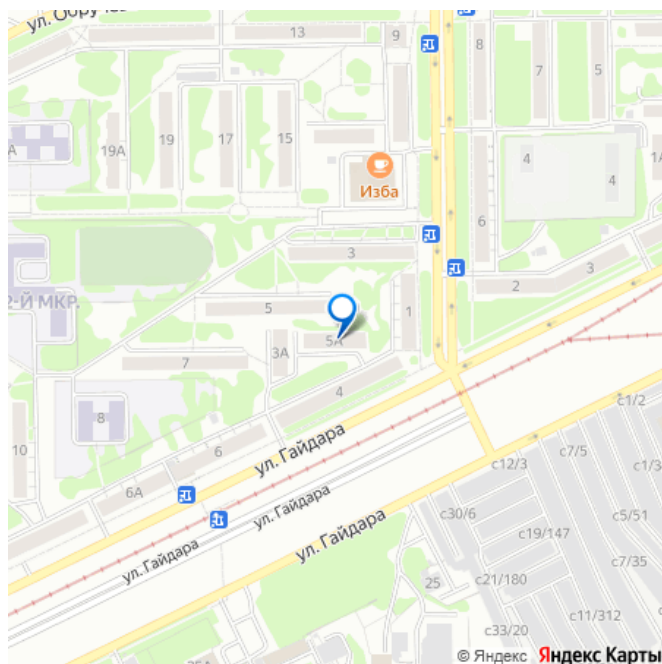 ул. Обруче
13
9
8
7
5
А
19А
19
17
15
4
4
1А
Изба
6
3
3
2
2-Й МКР.
5
1
3А
5А
7
4
8
10
6
6А
ул. Гайдара
ул. Гайдара
ул. Гайдара
ул. Гайдара
с1/2
с12/3
с7/5
с1/3
с30/6
с19/147
с5/51
с7/35
25
с21/180
с11/312
с33/20
© Яндекс Яндекс Карты